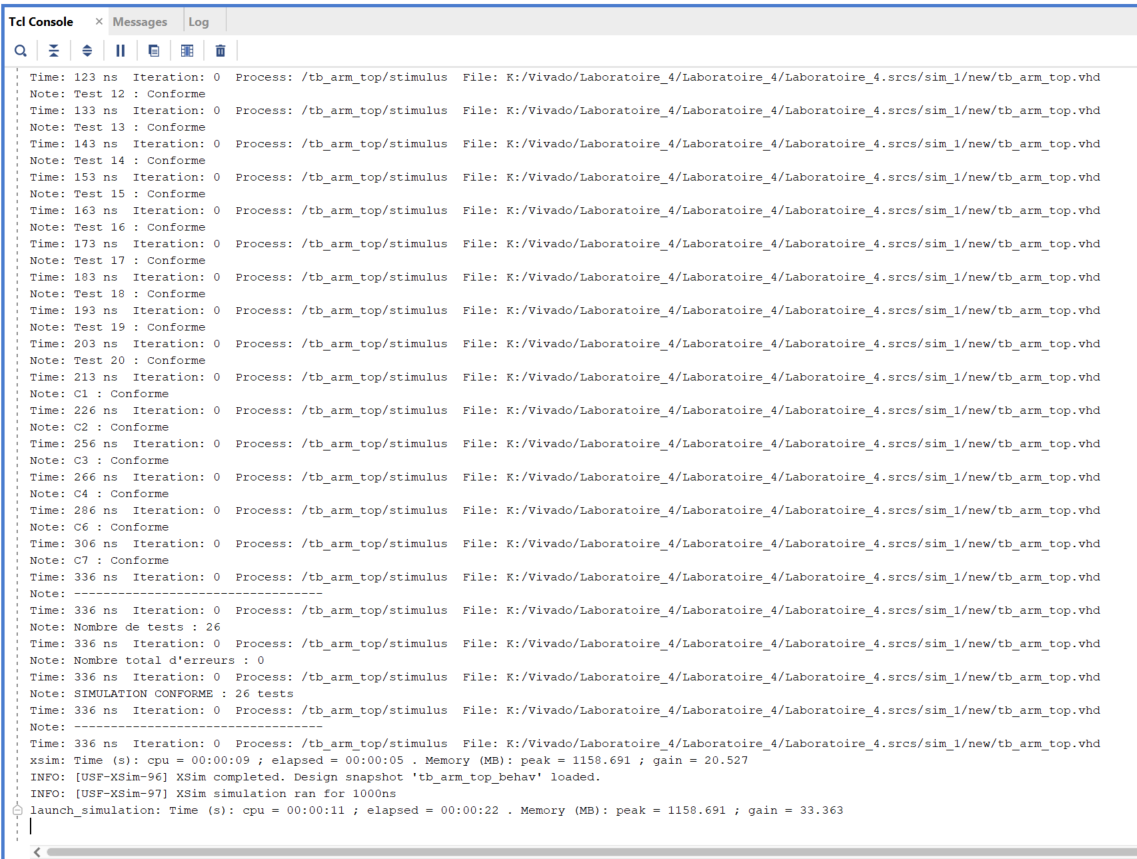 Tcl Console × Messages Log
Time: 123 ns Iteration: 0 Process: /tb_arm_top/stimulus File: K:/Vivado/Laboratoire_4/Laboratoire_4/Laboratoire_4.srcs/sim_1/new/tb_arm_top.vhd
Note: Test 12 : Conforme
Time: 133 ns Iteration: 0 Process: /tb_arm_top/stimulus File: K:/Vivado/Laboratoire_4/Laboratoire_4/Laboratoire_4.srcs/sim_1/new/tb_arm_top.vhd
Note: Test 13 : Conforme
Time: 143 ns Iteration: 0 Process: /tb_arm_top/stimulus File: K:/Vivado/Laboratoire_4/Laboratoire_4/Laboratoire_4.srcs/sim_1/new/tb_arm_top.vhd
Note: Test 14 : Conforme
Time: 153 ns Iteration: 0 Process: /tb_arm_top/stimulus File: K:/Vivado/Laboratoire_4/Laboratoire_4/Laboratoire_4.srcs/sim_1/new/tb_arm_top.vhd
Note: Test 15 : Conforme
Time: 163 ns Iteration: 0 Process: /tb_arm_top/stimulus File: K:/Vivado/Laboratoire_4/Laboratoire_4/Laboratoire_4.srcs/sim_1/new/tb_arm_top.vhd
Note: Test 16 : Conforme
Time: 173 ns Iteration: 0 Process: /tb_arm_top/stimulus File: K:/Vivado/Laboratoire_4/Laboratoire_4/Laboratoire_4.srcs/sim_1/new/tb_arm_top.vhd
Note: Test 17 : Conforme
Time: 183 ns Iteration: 0 Process: /tb_arm_top/stimulus File: K:/Vivado/Laboratoire_4/Laboratoire_4/Laboratoire_4.srcs/sim_1/new/tb_arm_top.vhd
Note: Test 18 : Conforme
Time: 193 ns Iteration: 0 Process: /tb_arm_top/stimulus File: K:/Vivado/Laboratoire_4/Laboratoire_4/Laboratoire_4.srcs/sim_1/new/tb_arm_top.vhd
Note: Test 19 : Conforme
Time: 203 ns Iteration: 0 Process: /tb_arm_top/stimulus File: K:/Vivado/Laboratoire_4/Laboratoire_4/Laboratoire_4.srcs/sim_1/new/tb_arm_top.vhd
Note: Test 20 : Conforme
Time: 213 ns Iteration: 0 Process: /tb_arm_top/stimulus File: K:/Vivado/Laboratoire_4/Laboratoire_4/Laboratoire_4.srcs/sim_1/new/tb_arm_top.vhd
Note: C1 : Conforme
Time: 226 ns Iteration: 0 Process: /tb_arm_top/stimulus File: K:/Vivado/Laboratoire_4/Laboratoire_4/Laboratoire_4.srcs/sim_1/new/tb_arm_top.vhd
Note: C2 : Conforme
Time: 256 ns Iteration: 0 Process: /tb_arm_top/stimulus File: K:/Vivado/Laboratoire_4/Laboratoire_4/Laboratoire_4.srcs/sim_1/new/tb_arm_top.vhd
Note: C3 : Conforme
Time: 266 ns Iteration: 0 Process: /tb_arm_top/stimulus File: K:/Vivado/Laboratoire_4/Laboratoire_4/Laboratoire_4.srcs/sim_1/new/tb_arm_top.vhd
Note: C4 : Conforme
Time: 286 ns Iteration: 0 Process: /tb_arm_top/stimulus File: K:/Vivado/Laboratoire_4/Laboratoire_4/Laboratoire_4.srcs/sim_1/new/tb_arm_top.vhd
Note: C6 : Conforme
Time: 306 ns Iteration: 0 Process: /tb_arm_top/stimulus File: K:/Vivado/Laboratoire_4/Laboratoire_4/Laboratoire_4.srcs/sim_1/new/tb_arm_top.vhd
Note: C7 : Conforme
Time: 336 ns Iteration: 0 Process: /tb_arm_top/stimulus File: K:/Vivado/Laboratoire_4/Laboratoire_4/Laboratoire_4.srcs/sim_1/new/tb_arm_top.vhd
Note: ----------------------------------
Time: 336 ns Iteration: 0 Process: /tb_arm_top/stimulus File: K:/Vivado/Laboratoire_4/Laboratoire_4/Laboratoire_4.srcs/sim_1/new/tb_arm_top.vhd
Note: Nombre de tests : 26
Time: 336 ns Iteration: 0 Process: /tb_arm_top/stimulus File: K:/Vivado/Laboratoire_4/Laboratoire_4/Laboratoire_4.srcs/sim_1/new/tb_arm_top.vhd
Note: Nombre total d'erreurs : 0
Time: 336 ns Iteration: 0 Process: /tb_arm_top/stimulus File: K:/Vivado/Laboratoire_4/Laboratoire_4/Laboratoire_4.srcs/sim_1/new/tb_arm_top.vhd
Note: SIMULATION CONFORME : 26 tests
Time: 336 ns Iteration: 0 Process: /tb_arm_top/stimulus File: K:/Vivado/Laboratoire_4/Laboratoire_4/Laboratoire_4.srcs/sim_1/new/tb_arm_top.vhd
Note: ----------------------------------
Time: 336 ns Iteration: 0 Process: /tb_arm_top/stimulus File: K:/Vivado/Laboratoire_4/Laboratoire_4/Laboratoire_4.srcs/sim_1/new/tb_arm_top.vhd
xsim: Time (s): cpu = 00:00:09 ; elapsed = 00:00:05 . Memory (MB): peak = 1158.691 ; gain = 20.527
INFO: [USF-XSim-96] XSim completed. Design snapshot 'tb_arm_top_behav' loaded.
INFO: [USF-XSim-97] XSim simulation ran for 1000ns
launch_simulation: Time (s): cpu = 00:00:11 ; elapsed = 00:00:22 . Memory (MB): peak = 1158.691 ; gain = 33.363